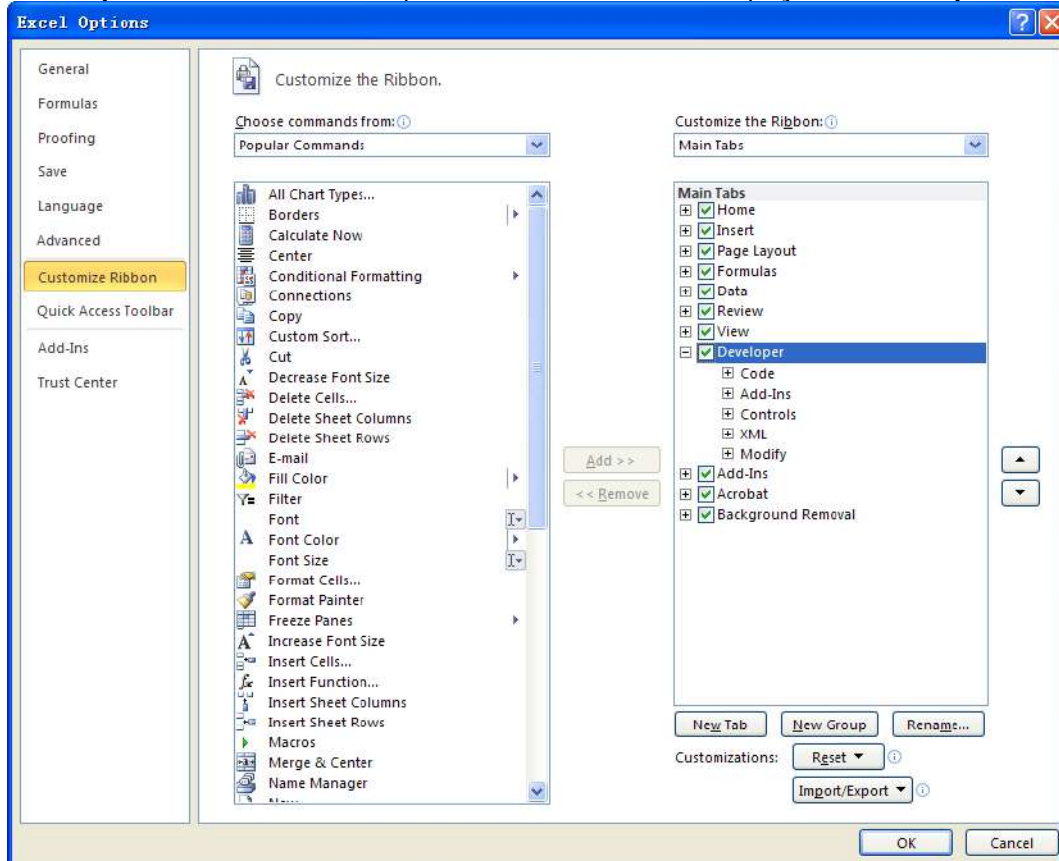 Excel Options
General
Formulas
Proofing
Save
Language
Advanced
Customize Ribbon
Quick Access Toolbar
Add-Ins
Trust Center
Customize the Ribbon.
Choose commands from:
Popular Commands
All Chart Types...
Borders
Calculate Now
Center
Conditional Formatting
Connections
Copy
Custom Sort...
Cut
Decrease Font Size
Delete Cells...
Delete Sheet Columns
Delete Sheet Rows
E-mail
Fill Color
Filter
Font
Font Color
Font Size
Format Cells...
Format Painter
Freeze Panes
Increase Font Size
Insert Cells...
Insert Function...
Insert Sheet Columns
Insert Sheet Rows
Macros
Merge & Center
Name Manager
Add >>
<< Remove
Customize the Ribbon:
Main Tabs
Main Tabs
Home
Insert
Page Layout
Formulas
Data
Review
View
Developer
Code
Add-Ins
Controls
XML
Modify
Add-Ins
Acrobat
Background Removal
New Tab
New Group
Rename...
Customizations:
Reset
Import/Export
OK
Cancel